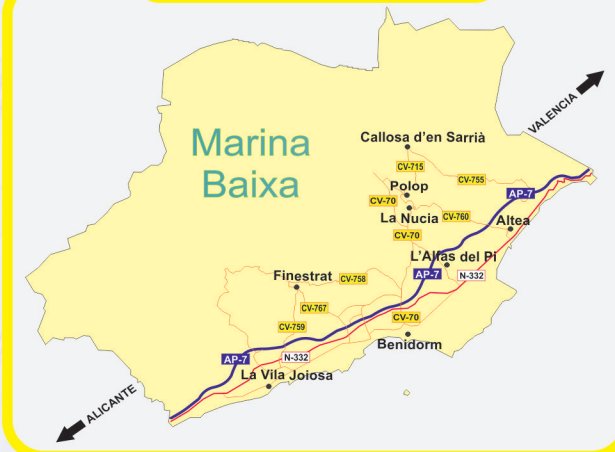 VALENCIA
Marina
Baixa
Callosa d'en Sarrià
CV-715
CV-755
Polop
AP-7
CV-70
La Nucia
CV-760
Altea
CV-70
L'Alfas del Pi
Finestrat
CV-758
AP-7
N-332
CV-767
CV-70
CV-759
Benidorm
AP-7
N-332
La Vila Joiosa
ALICANTE